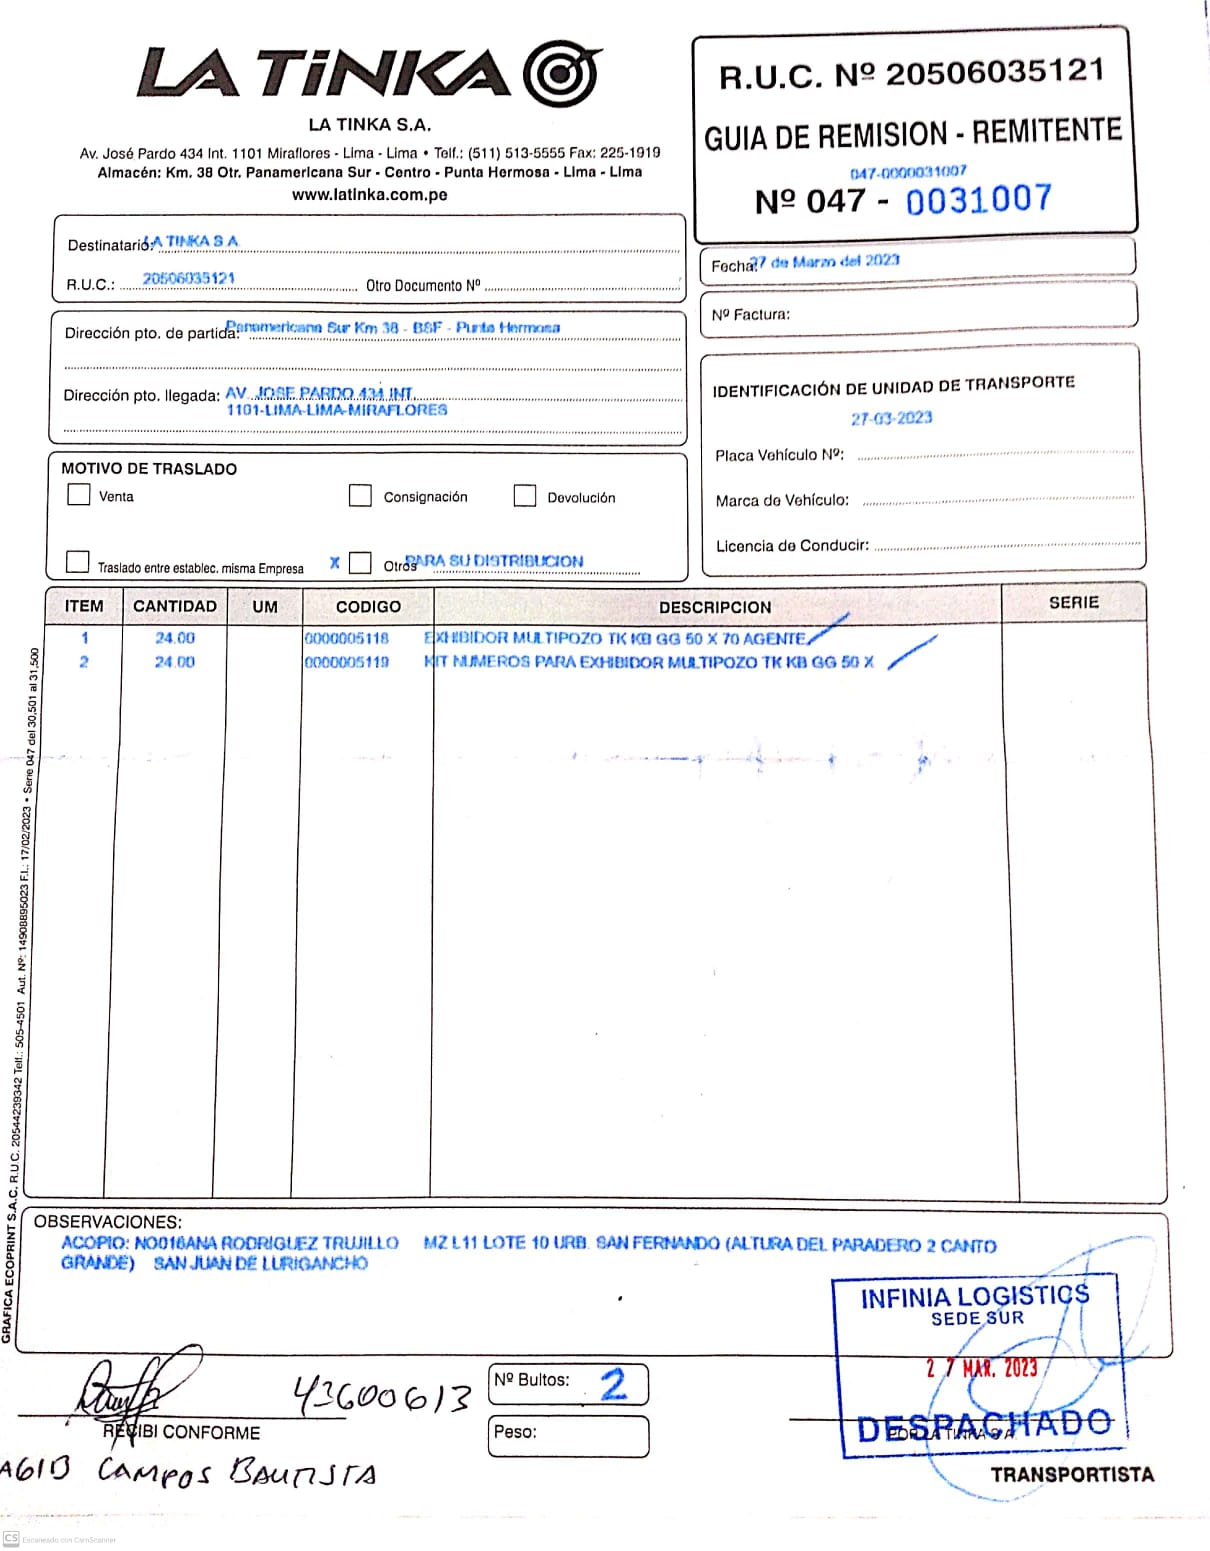 LA TiNKA
LA TINKA S.A.
Av. José Pardo 434 Int. 1101 Miraflores - Lima - Lima • Telf.: (511) 513-5555 Fax: 225-1919
Almacén: Km. 38 Otr. Panamericana Sur - Centro - Punta Hermosa - Lima - Lima
www.latinka.com.pe
R.U.C. Nº 20506035121
GUIA DE REMISION - REMITENTE
047-0000031007
Nº 047 - 0031007
Destinatario: LA TINKA S A
R.U.C.: 20506035121 Otro Documento Nº
Fecha: 27 de Marzo del 2023
Nº Factura:
Dirección pto. de partida: Panamericana Sur Km 38 - BSF - Punta Hermosa
Dirección pto. llegada: AV. JOSE PARDO 434 INT.
1101-LIMA-LIMA-MIRAFLORES
IDENTIFICACIÓN DE UNIDAD DE TRANSPORTE
27-03-2023
Placa Vehículo Nº:
Marca de Vehículo:
Licencia de Conducir:
MOTIVO DE TRASLADO
Venta Consignación Devolución
Traslado entre establec. misma Empresa X Otros PARA SU DISTRIBUCION
ITEM CANTIDAD UM CODIGO DESCRIPCION SERIE
1 24.00 0000005118 EXHIBIDOR MULTIPOZO TK KB GG 50 X 70 AGENTE
2 24.00 0000005119 KIT NUMEROS PARA EXHIBIDOR MULTIPOZO TK KB GG 50 X
GRAFICA ECOPRINT S.A.C. R.U.C. 20544239342 Telf.: 505-4501 Aut. Nº: 14908895023 F.I.: 17/02/2023 • Serie 047 del 30,501 al 31,500
OBSERVACIONES:
ACOPIO: NO016ANA RODRIGUEZ TRUJILLO MZ L11 LOTE 10 URB. SAN FERNANDO (ALTURA DEL PARADERO 2 CANTO
GRANDE) SAN JUAN DE LURIGANCHO
INFINIA LOGISTICS
SEDE SUR
27 MAR. 2023
DESPACHADO
POR LA TINKA S.A.
TRANSPORTISTA
43600613
RECIBI CONFORME
CAMPOS BAUTISTA
Nº Bultos: 2
Peso:
CS Escaneado con CamScanner